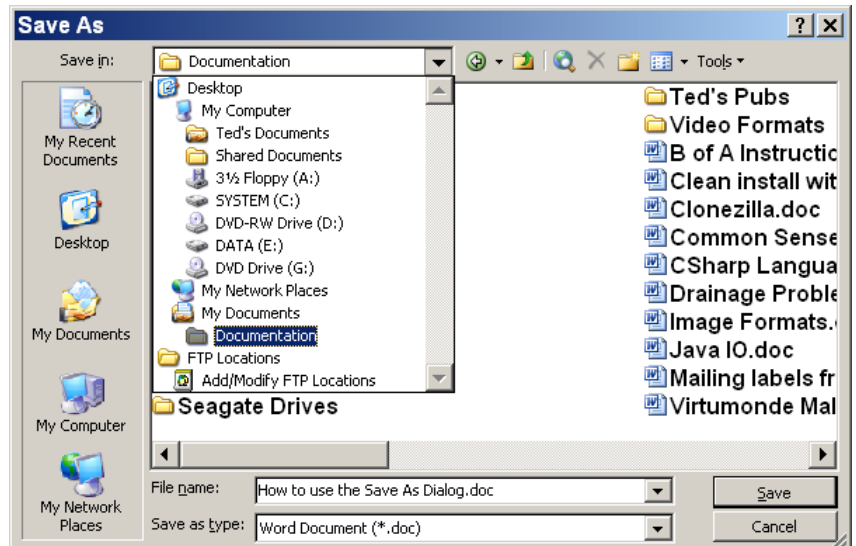 Save As
Save in:
Documentation
Tools
My Recent
Documents
Desktop
My Documents
My Computer
My Network
Places
Desktop
My Computer
Ted's Documents
Shared Documents
3½ Floppy (A:)
SYSTEM (C:)
DVD-RW Drive (D:)
DATA (E:)
DVD Drive (G:)
My Network Places
My Documents
Documentation
FTP Locations
Add/Modify FTP Locations
Seagate Drives
Ted's Pubs
Video Formats
B of A Instructic
Clean install wit
Clonezilla.doc
Common Sense
CSharp Langua
Drainage Proble
Image Formats.
Java IO.doc
Mailing labels fr
Virtumonde Mal
File name:
How to use the Save As Dialog.doc
Save
Save as type:
Word Document (*.doc)
Cancel